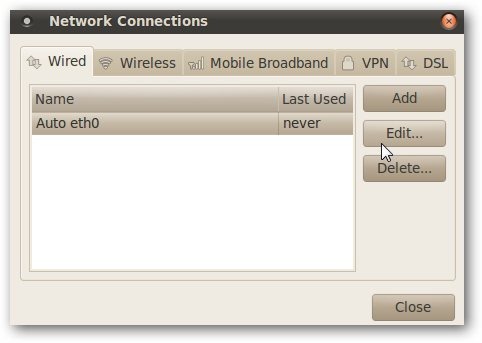 Network Connections
Wired Wireless Mobile Broadband VPN DSL
Name Last Used
Auto eth0 never
Add
Edit...
Delete...
Close